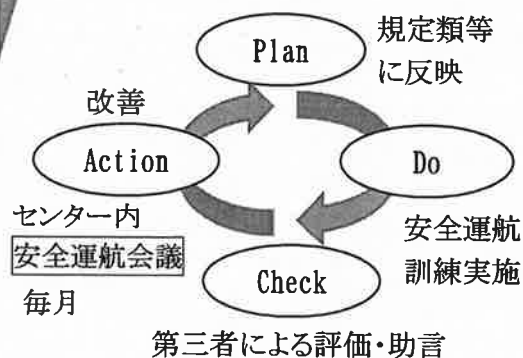 Plan
規定類等
に反映
改善
Action
Do
センター内
安全運航会議
毎月
安全運航
訓練実施
Check
第三者による評価・助言